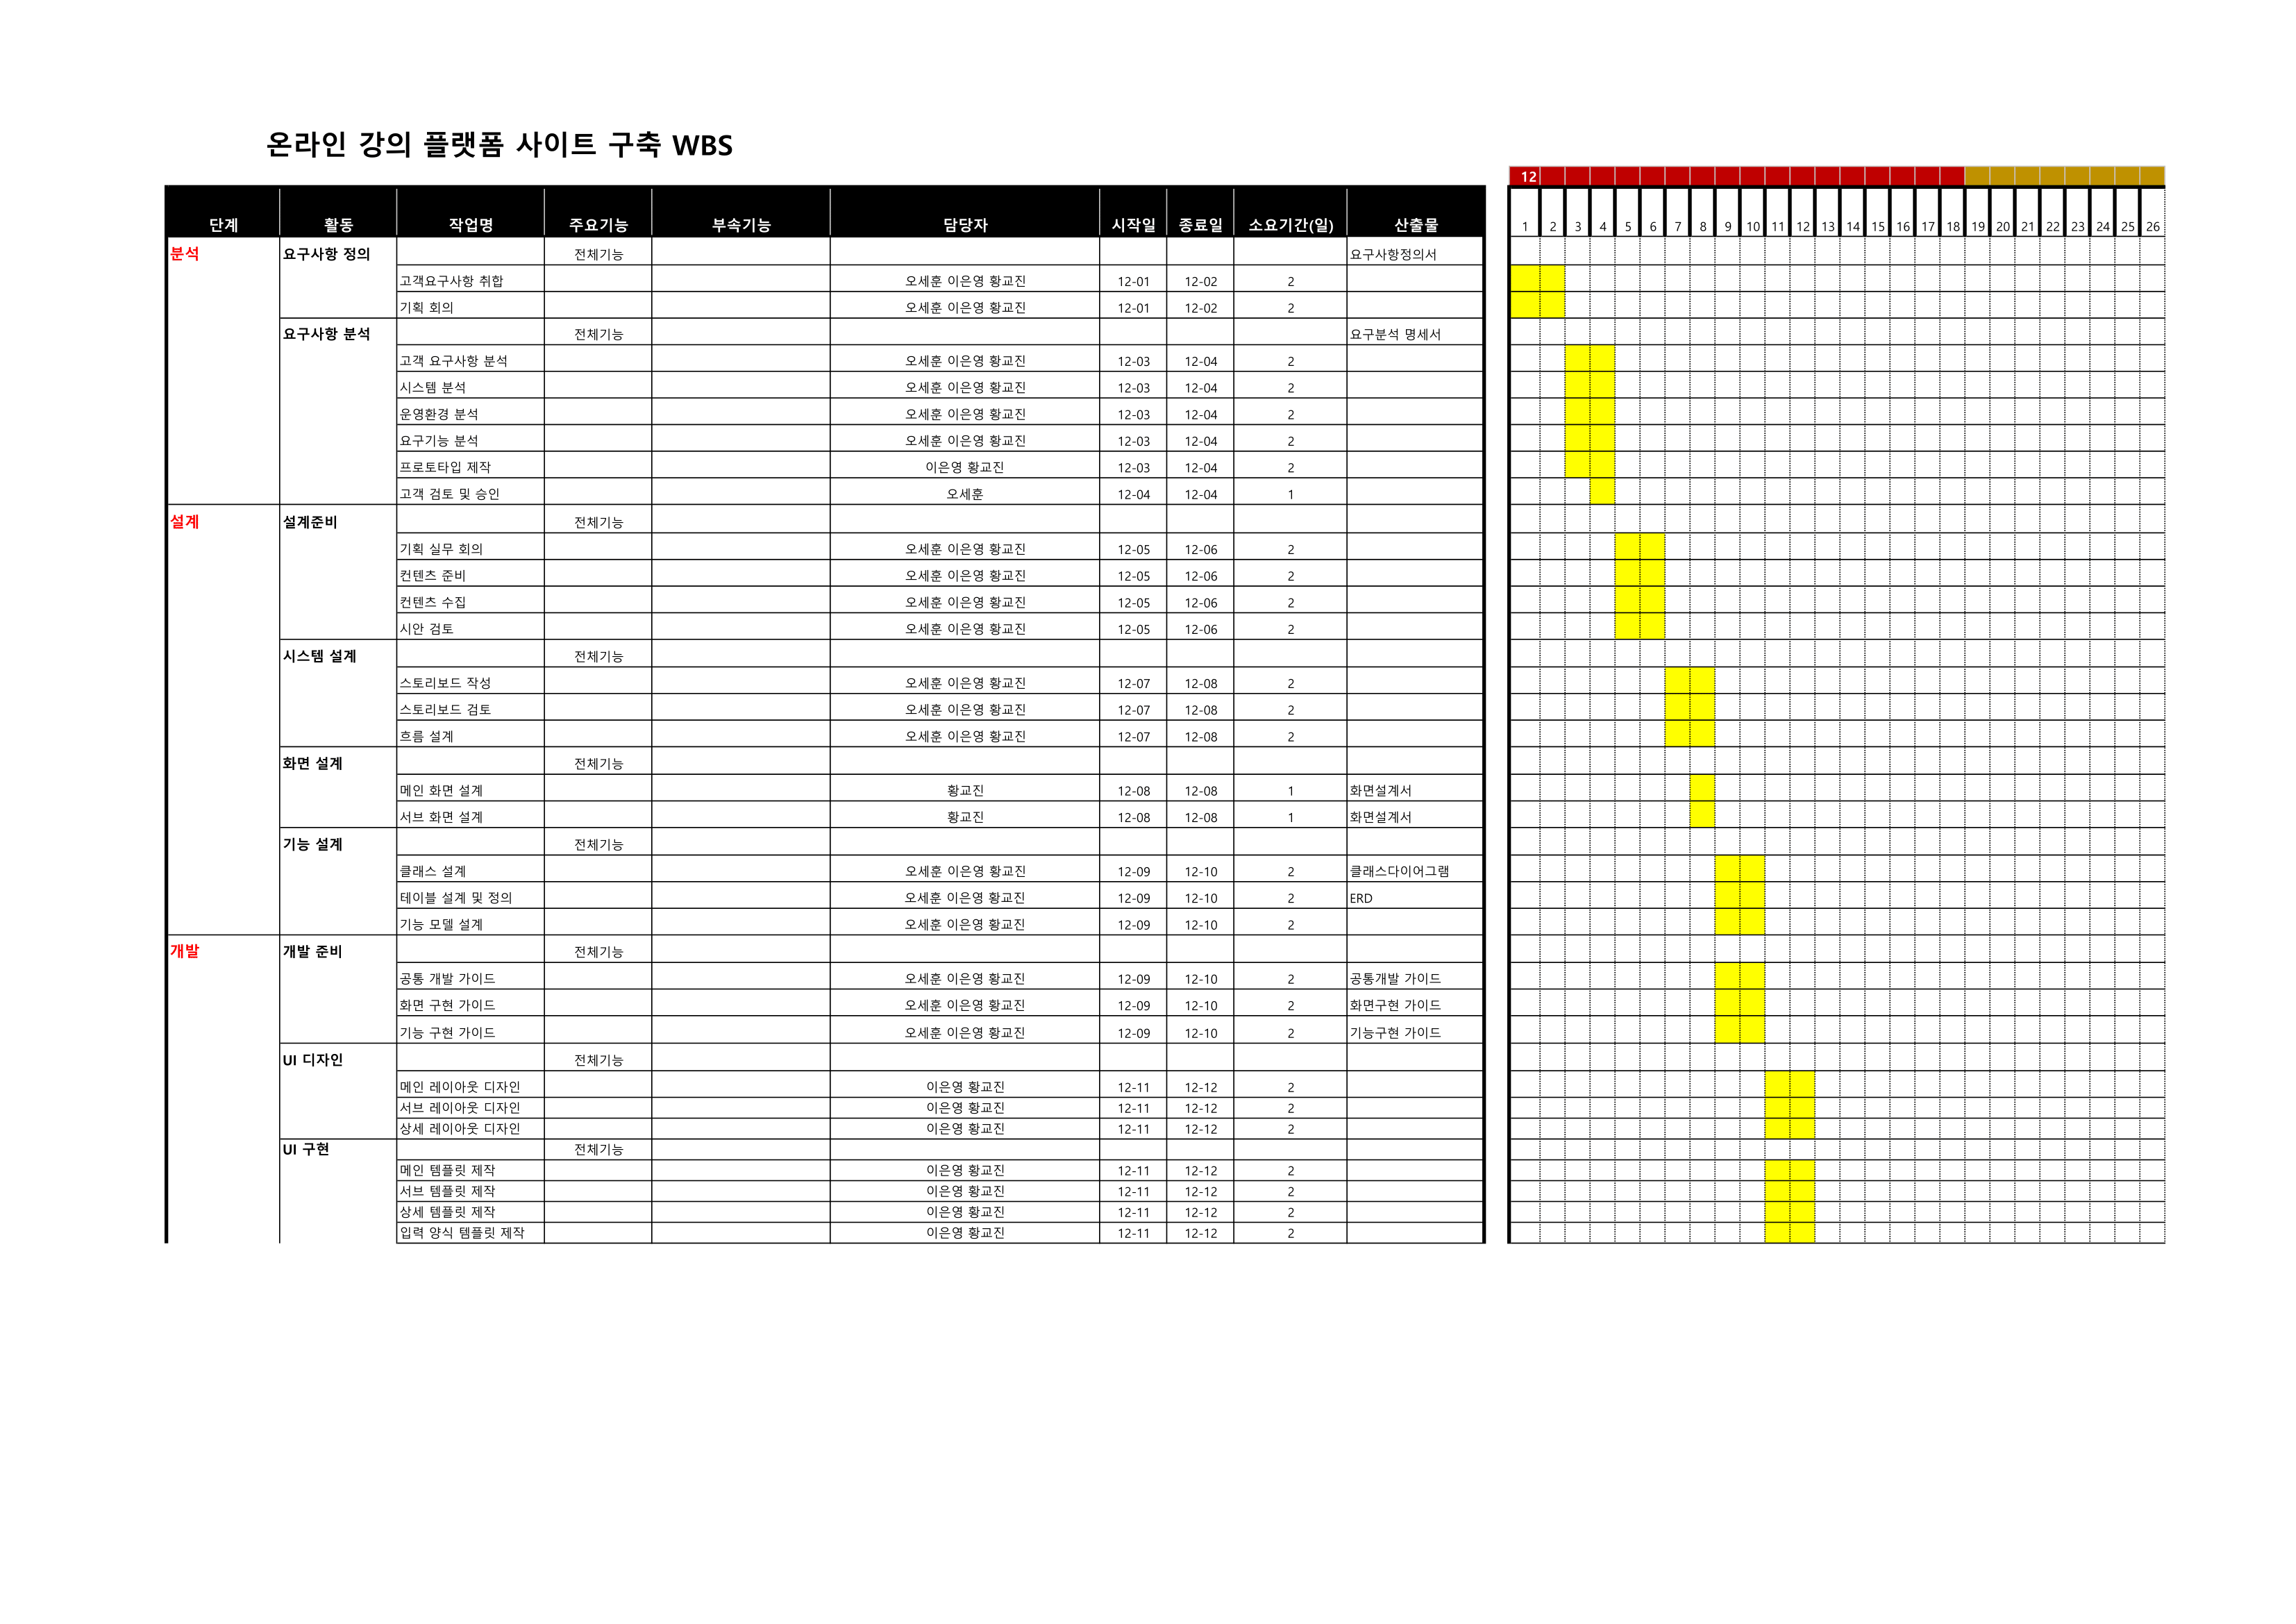 온라인 강의 플랫폼 사이트 구축 WBS
12
단계 활동 작업명 주요기능 부속기능 담당자 시작일 종료일 소요기간(일) 산출물 1 2 3 4 5 6 7 8 9 10 11 12 13 14 15 16 17 18 19 20 21 22 23 24 25 26
분석 요구사항 정의 전체기능 요구사항정의서
고객요구사항 취합 오세훈 이은영 황교진 12-01 12-02 2
기획 회의 오세훈 이은영 황교진 12-01 12-02 2
요구사항 분석 전체기능 요구분석 명세서
고객 요구사항 분석 오세훈 이은영 황교진 12-03 12-04 2
시스템 분석 오세훈 이은영 황교진 12-03 12-04 2
운영환경 분석 오세훈 이은영 황교진 12-03 12-04 2
요구기능 분석 오세훈 이은영 황교진 12-03 12-04 2
프로토타입 제작 이은영 황교진 12-03 12-04 2
고객 검토 및 승인 오세훈 12-04 12-04 1
설계 설계준비 전체기능
기획 실무 회의 오세훈 이은영 황교진 12-05 12-06 2
컨텐츠 준비 오세훈 이은영 황교진 12-05 12-06 2
컨텐츠 수집 오세훈 이은영 황교진 12-05 12-06 2
시안 검토 오세훈 이은영 황교진 12-05 12-06 2
시스템 설계 전체기능
스토리보드 작성 오세훈 이은영 황교진 12-07 12-08 2
스토리보드 검토 오세훈 이은영 황교진 12-07 12-08 2
흐름 설계 오세훈 이은영 황교진 12-07 12-08 2
화면 설계 전체기능
메인 화면 설계 황교진 12-08 12-08 1 화면설계서
서브 화면 설계 황교진 12-08 12-08 1 화면설계서
기능 설계 전체기능
클래스 설계 오세훈 이은영 황교진 12-09 12-10 2 클래스다이어그램
테이블 설계 및 정의 오세훈 이은영 황교진 12-09 12-10 2 ERD
기능 모델 설계 오세훈 이은영 황교진 12-09 12-10 2
개발 개발 준비 전체기능
공통 개발 가이드 오세훈 이은영 황교진 12-09 12-10 2 공통개발 가이드
화면 구현 가이드 오세훈 이은영 황교진 12-09 12-10 2 화면구현 가이드
기능 구현 가이드 오세훈 이은영 황교진 12-09 12-10 2 기능구현 가이드
UI 디자인 전체기능
메인 레이아웃 디자인 이은영 황교진 12-11 12-12 2
서브 레이아웃 디자인 이은영 황교진 12-11 12-12 2
상세 레이아웃 디자인 이은영 황교진 12-11 12-12 2
UI 구현 전체기능
메인 템플릿 제작 이은영 황교진 12-11 12-12 2
서브 템플릿 제작 이은영 황교진 12-11 12-12 2
상세 템플릿 제작 이은영 황교진 12-11 12-12 2
입력 양식 템플릿 제작 이은영 황교진 12-11 12-12 2